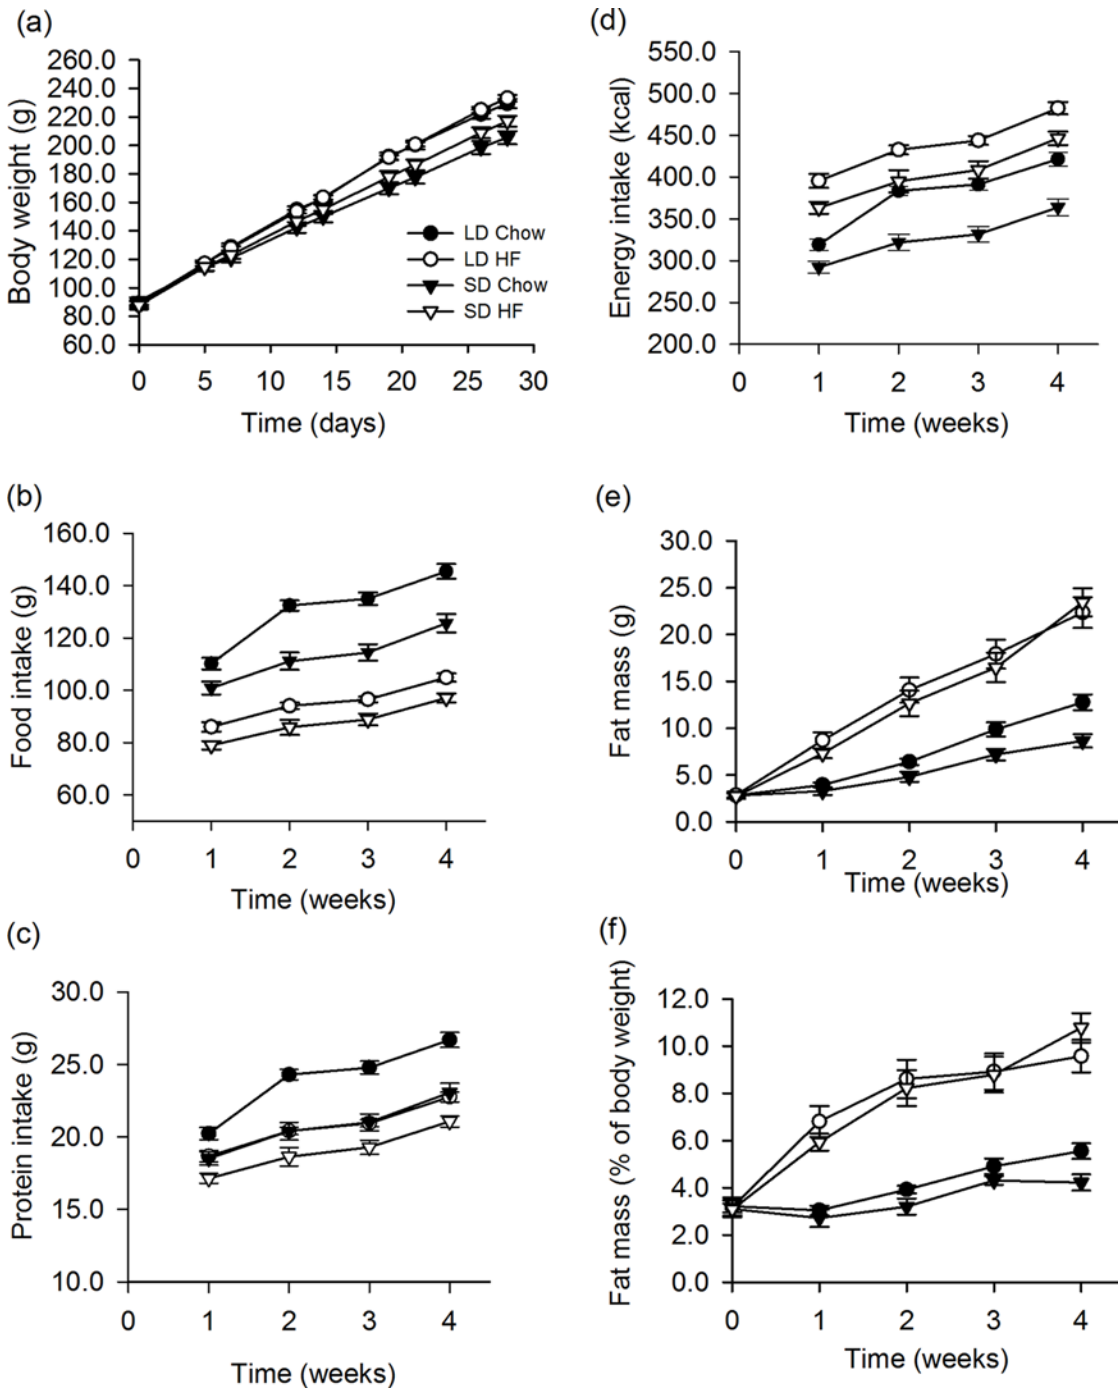 (a)
Body weight (g)
260.0
240.0
220.0
200.0
180.0
160.0
140.0
120.0
100.0
80.0
60.0
LD Chow
LD HF
SD Chow
SD HF
0 5 10 15 20 25 30
Time (days)
(d)
Energy intake (kcal)
550.0
500.0
450.0
400.0
350.0
300.0
250.0
200.0
0 1 2 3 4
Time (weeks)
(b)
Food intake (g)
160.0
140.0
120.0
100.0
80.0
60.0
0 1 2 3 4
Time (weeks)
(e)
Fat mass (g)
30.0
25.0
20.0
15.0
10.0
5.0
0.0
0 1 2 3 4
Time (weeks)
(c)
Protein intake (g)
30.0
25.0
20.0
15.0
10.0
0 1 2 3 4
Time (weeks)
(f)
Fat mass (% of body weight)
12.0
10.0
8.0
6.0
4.0
2.0
0.0
0 1 2 3 4
Time (weeks)